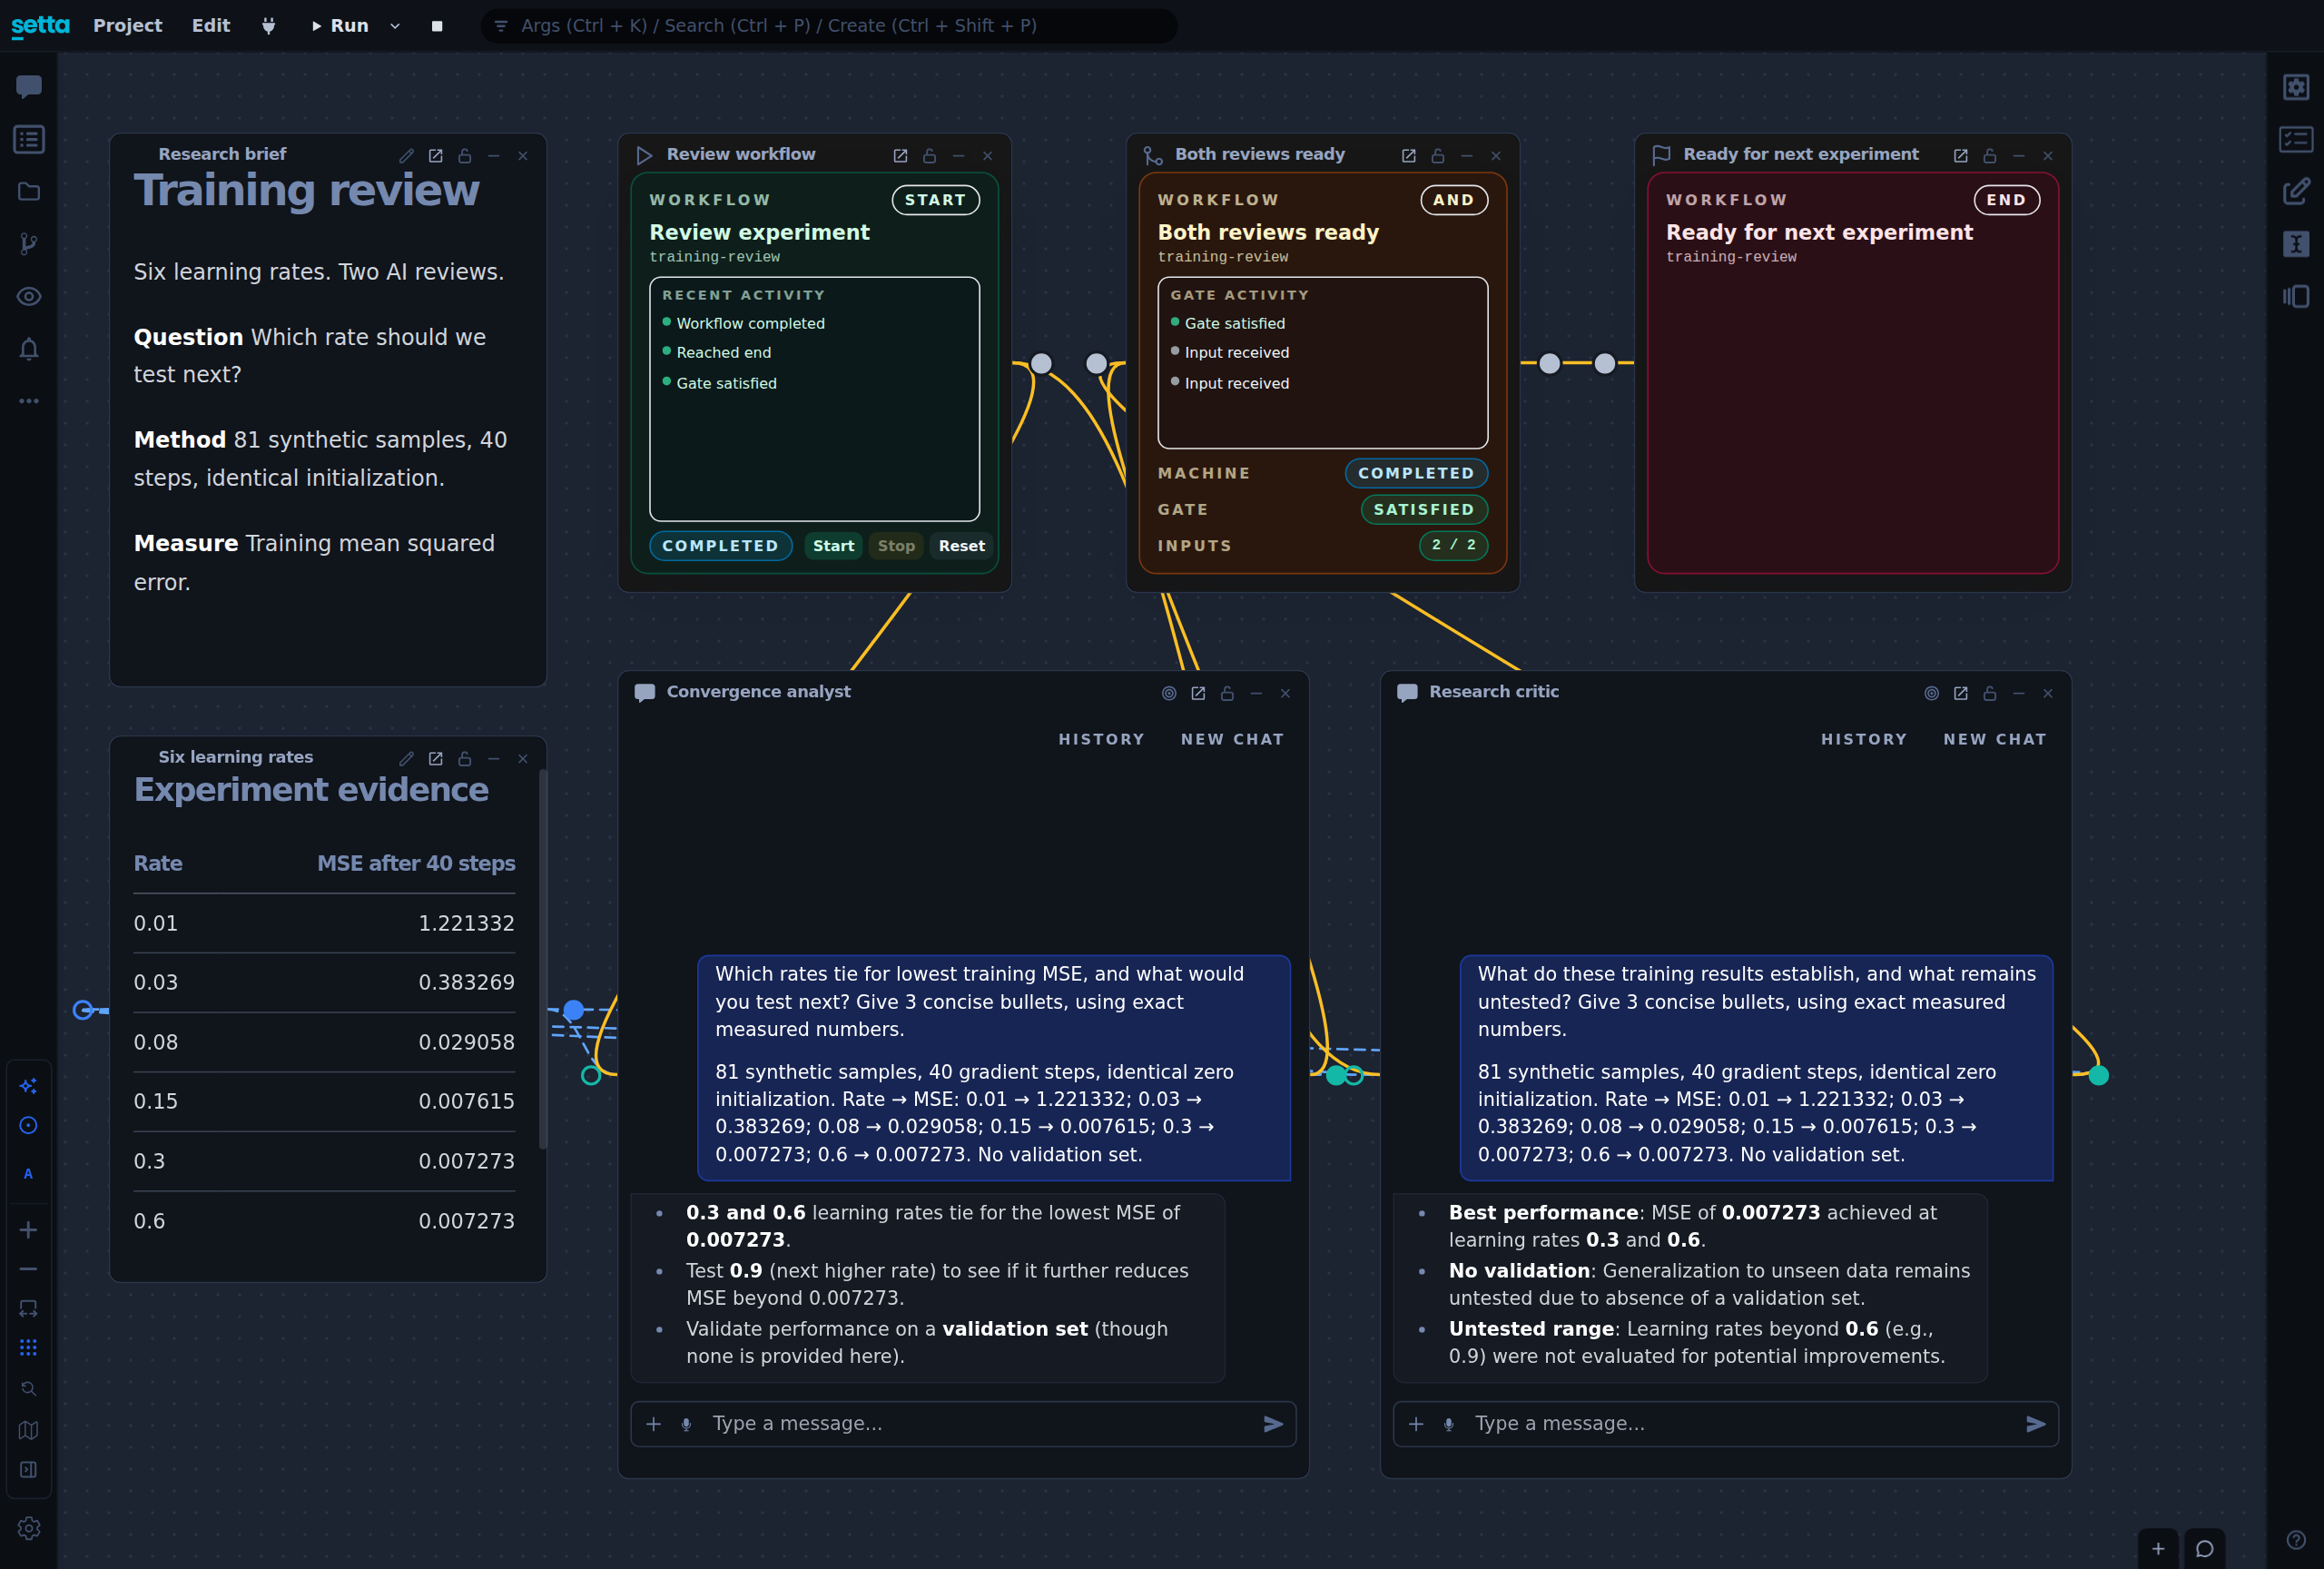 setta Project Edit Run Args (Ctrl + K) / Search (Ctrl + P) / Create (Ctrl + Shift + P)
Research brief
Training review
Six learning rates. Two AI reviews.
Question Which rate should we
test next?
Method 81 synthetic samples, 40
steps, identical initialization.
Measure Training mean squared
error.
Review workflow
WORKFLOW START
Review experiment
training-review
RECENT ACTIVITY
Workflow completed
Reached end
Gate satisfied
COMPLETED Start Stop Reset
Both reviews ready
WORKFLOW AND
Both reviews ready
training-review
GATE ACTIVITY
Gate satisfied
Input received
Input received
MACHINE COMPLETED
GATE SATISFIED
INPUTS 2 / 2
Ready for next experiment
WORKFLOW END
Ready for next experiment
training-review
Six learning rates
Experiment evidence
Rate MSE after 40 steps
0.01 1.221332
0.03 0.383269
0.08 0.029058
0.15 0.007615
0.3 0.007273
0.6 0.007273
Convergence analyst
HISTORY NEW CHAT
Which rates tie for lowest training MSE, and what would
you test next? Give 3 concise bullets, using exact
measured numbers.
81 synthetic samples, 40 gradient steps, identical zero
initialization. Rate → MSE: 0.01 → 1.221332; 0.03 →
0.383269; 0.08 → 0.029058; 0.15 → 0.007615; 0.3 →
0.007273; 0.6 → 0.007273. No validation set.
• 0.3 and 0.6 learning rates tie for the lowest MSE of
0.007273.
• Test 0.9 (next higher rate) to see if it further reduces
MSE beyond 0.007273.
• Validate performance on a validation set (though
none is provided here).
Type a message...
Research critic
HISTORY NEW CHAT
What do these training results establish, and what remains
untested? Give 3 concise bullets, using exact measured
numbers.
81 synthetic samples, 40 gradient steps, identical zero
initialization. Rate → MSE: 0.01 → 1.221332; 0.03 →
0.383269; 0.08 → 0.029058; 0.15 → 0.007615; 0.3 →
0.007273; 0.6 → 0.007273. No validation set.
• Best performance: MSE of 0.007273 achieved at
learning rates 0.3 and 0.6.
• No validation: Generalization to unseen data remains
untested due to absence of a validation set.
• Untested range: Learning rates beyond 0.6 (e.g.,
0.9) were not evaluated for potential improvements.
Type a message...
A